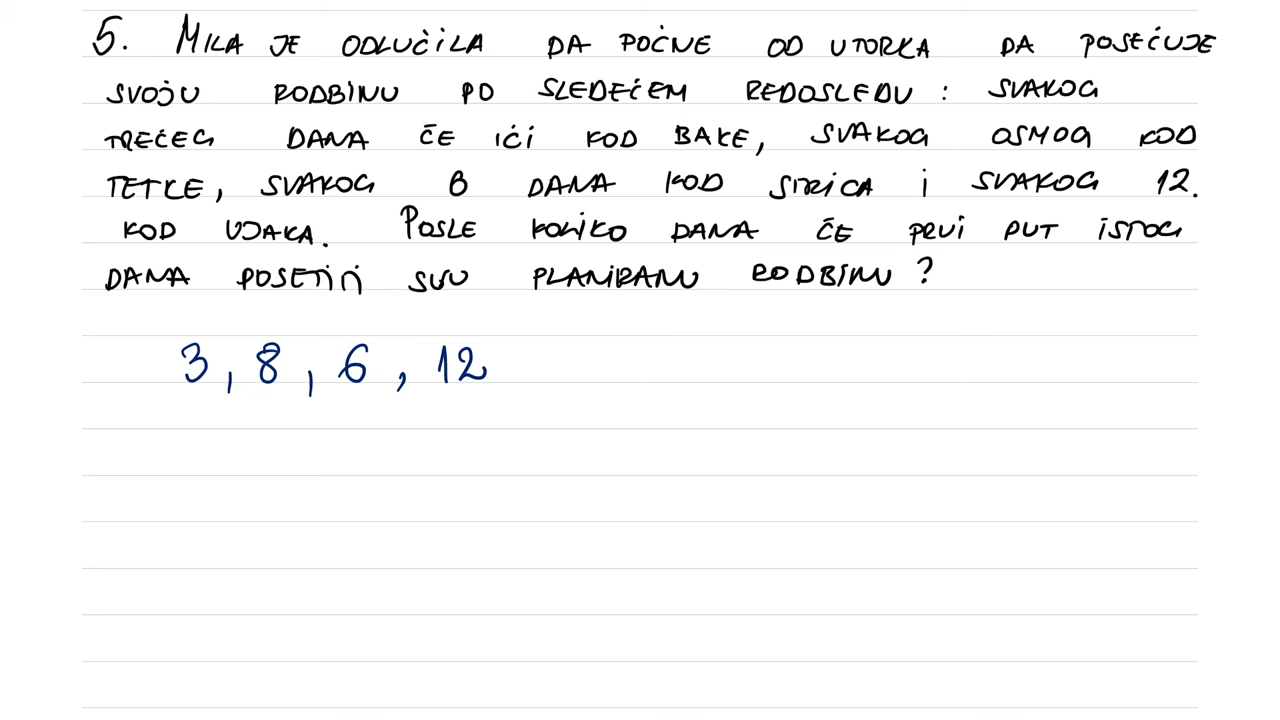 5. MILA JE ODLUČILA DA POČNE OD UTORKA DA POSEĆUJE
SVOJU RODBINU PO SLEDEĆEM REDOSLEDU: SVAKOG
TREĆEG DANA ĆE IĆI KOD BAKE, SVAKOG OSMOG KOD
TETKE, SVAKOG 6 DANA KOD STRICA I SVAKOG 12.
KOD UJAKA. POSLE KOLIKO DANA ĆE PRVI PUT ISTOG
DANA POSETITI SVU PLANIRANU RODBINU?
3, 8, 6, 12